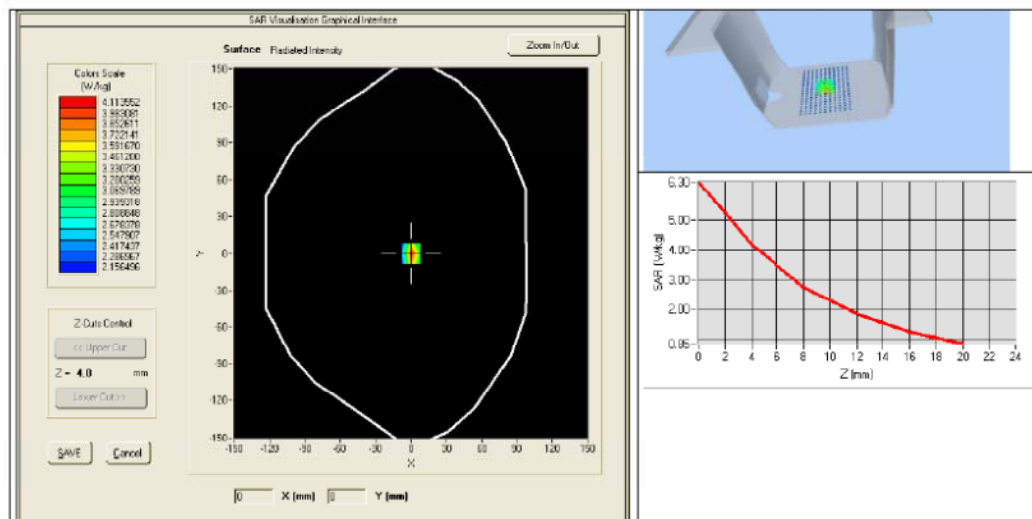 SAR Visualisation Graphical Interface
Surface Radiated Intensity
Zoom In/Out
Colors Scale
(W/kg)
4.113552
3.983081
3.852611
3.722141
3.591670
3.461200
3.330730
3.200259
3.069789
2.939318
2.808848
2.678378
2.547907
2.417437
2.286967
2.156496
Z-Cuts Control
<< Upper Cut
Z = 4.0 mm
Lower Cut >>
SAVE Cancel
150
120
90
60
30
0
-30
-60
-90
-120
-150
Y
-150 -120 -90 -60 -30 0 30 60 90 120 150
X
0 X (mm) 0 Y (mm)
SAR (W/kg)
5.00
4.00
3.00
2.00
0 2 4 6 8 10 12 14 16 18 20 22 24
Z (mm)